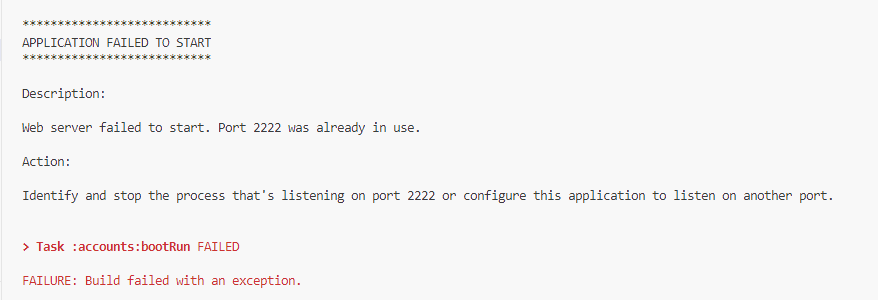 ***************************
APPLICATION FAILED TO START
***************************
Description:
Web server failed to start. Port 2222 was already in use.
Action:
Identify and stop the process that's listening on port 2222 or configure this application to listen on another port.
> Task :accounts:bootRun FAILED
FAILURE: Build failed with an exception.